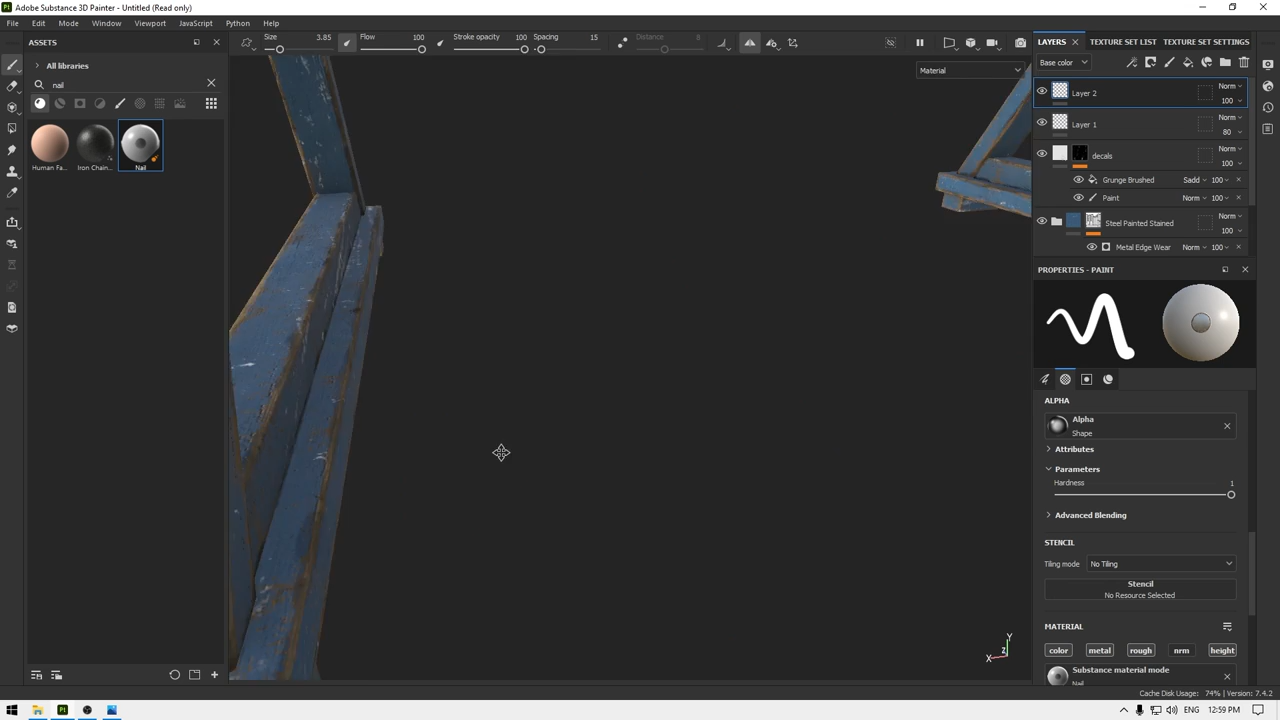 Adobe Substance 3D Painter - Untitled (Read only)
File Edit Mode Window Viewport JavaScript Python Help
ASSETS
All libraries
nail
Human Fa...
Iron Chain...
Nail
Size 3.85
Flow 100
Stroke opacity 100
Spacing 15
Distance 8
Material
LAYERS
TEXTURE SET LIST
TEXTURE SET SETTINGS
Base color
Layer 2
Norm
100
Layer 1
Norm
80
decals
Norm
100
Grunge Brushed Sadd 100
Paint Norm 100
Steel Painted Stained
Norm
100
Metal Edge Wear Norm 100
PROPERTIES - PAINT
ALPHA
Alpha
Shape
Attributes
Parameters
Hardness 1
Advanced Blending
STENCIL
Tiling mode No Tiling
Stencil
No Resource Selected
MATERIAL
color metal rough nrm height
Substance material mode
Nail
Y
Z
X
Cache Disk Usage: 74% | Version: 7.4.2
ENG
12:59 PM